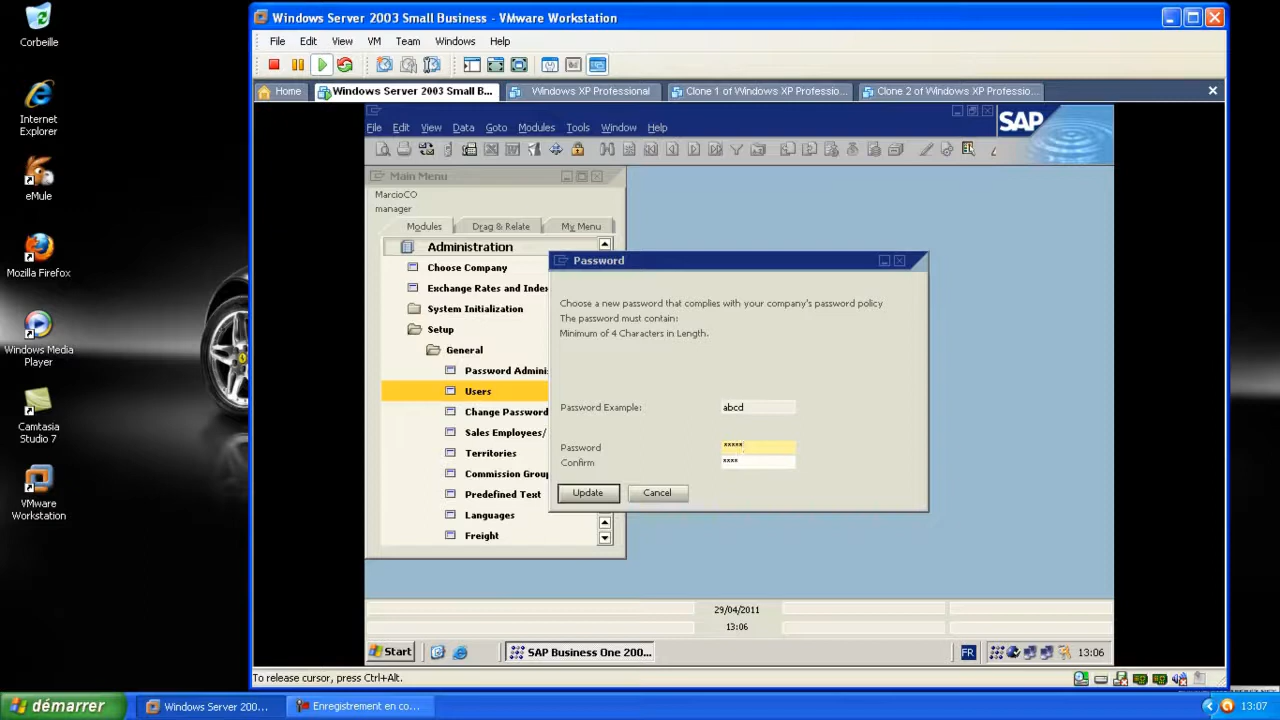 Corbeille
Internet
Explorer
eMule
Mozilla Firefox
Windows Media
Player
Camtasia
Studio 7
VMware
Workstation
Windows Server 2003 Small Business - VMware Workstation
File Edit View VM Team Windows Help
Home Windows Server 2003 Small B... Windows XP Professional Clone 1 of Windows XP Professio... Clone 2 of Windows XP Professio...
File Edit View Data Goto Modules Tools Window Help
SAP
Main Menu
MarcioCO
manager
Modules Drag & Relate My Menu
Administration
Choose Company
Exchange Rates and Index
System Initialization
Setup
General
Password Adminis
Users
Change Password
Sales Employees/
Territories
Commission Group
Predefined Text
Languages
Freight
Password
Choose a new password that complies with your company's password policy
The password must contain:
Minimum of 4 Characters in Length.
Password Example: abcd
Password *****
Confirm ****
Update Cancel
29/04/2011
13:06
Start SAP Business One 200... FR 13:06
To release cursor, press Ctrl+Alt.
démarrer Windows Server 200... Enregistrement en co... 13:07